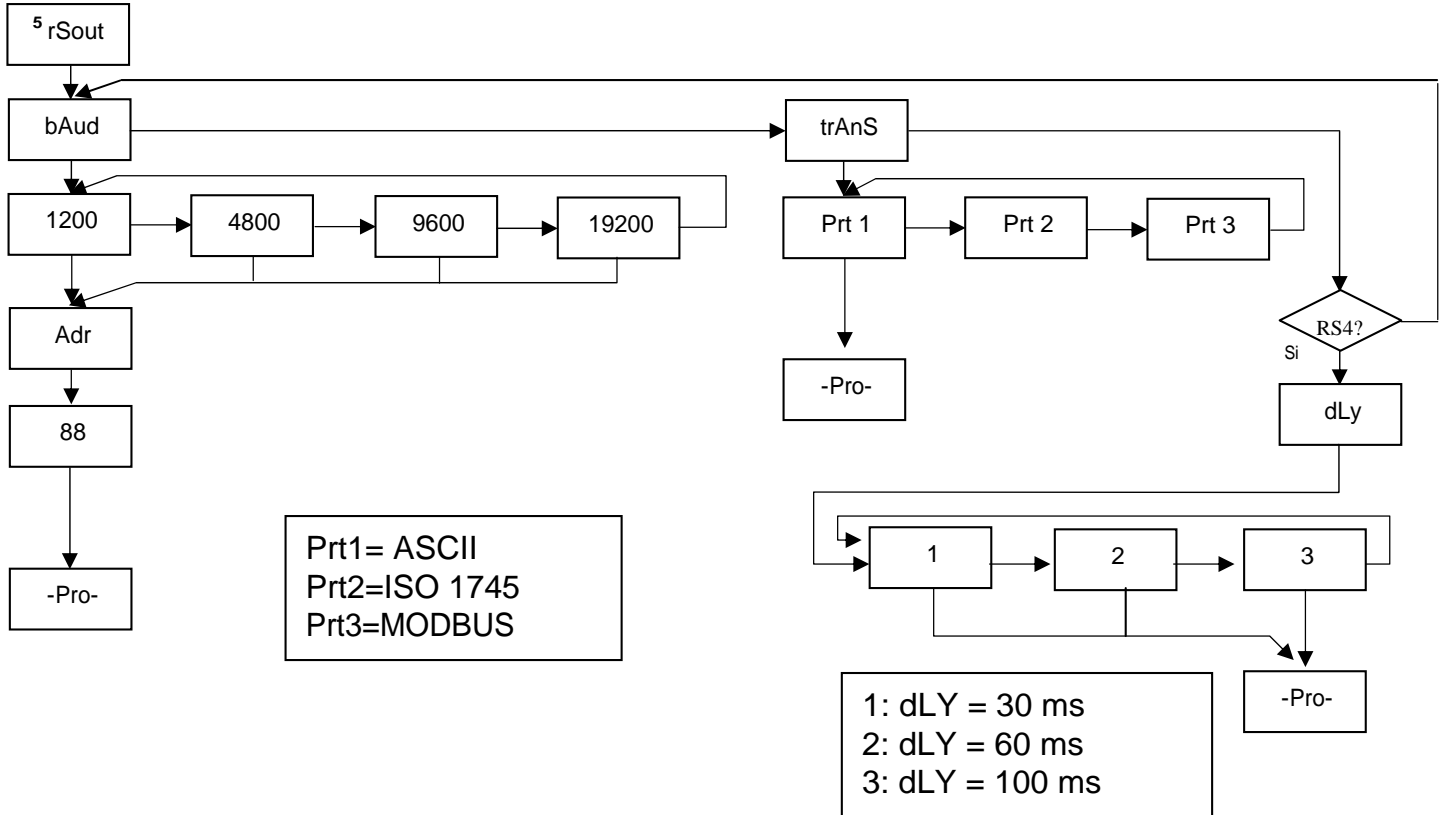 5 rSout
bAud
trAnS
1200
4800
9600
19200
Prt 1
Prt 2
Prt 3
Adr
RS4?
Si
-Pro-
dLy
88
1
2
3
-Pro-
Prt1= ASCII
Prt2=ISO 1745
Prt3=MODBUS
-Pro-
1: dLY = 30 ms
2: dLY = 60 ms
3: dLY = 100 ms